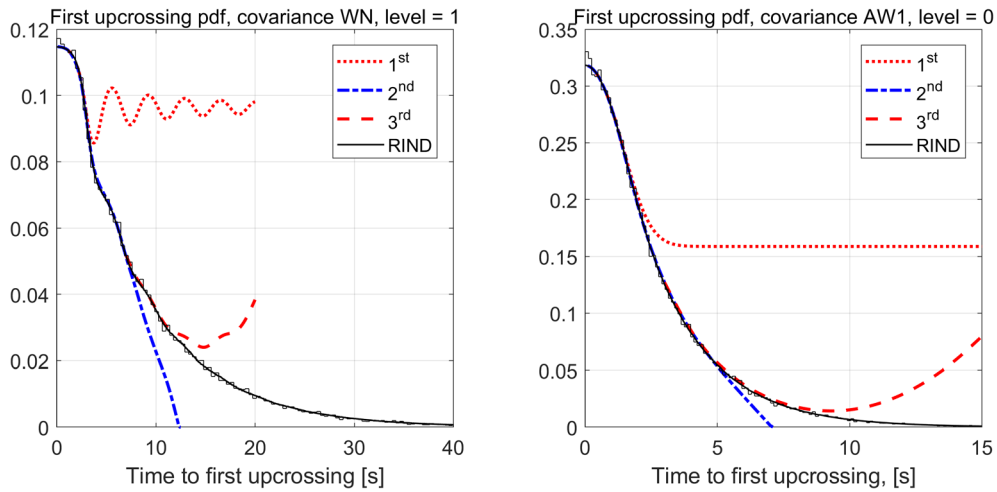 First upcrossing pdf, covariance WN, level = 1
0.12
0.1
0.08
0.06
0.04
0.02
0
0 10 20 30 40
Time to first upcrossing [s]
1st
2nd
3rd
RIND
First upcrossing pdf, covariance AW1, level = 0
0.35
0.3
0.25
0.2
0.15
0.1
0.05
0
0 5 10 15
Time to first upcrossing, [s]
1st
2nd
3rd
RIND